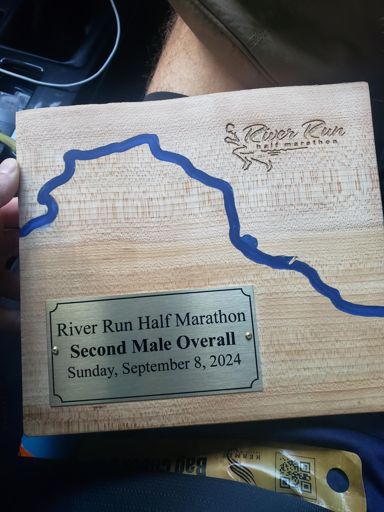 River Run
half marathon
River Run Half Marathon
Second Male Overall
Sunday, September 8, 2024